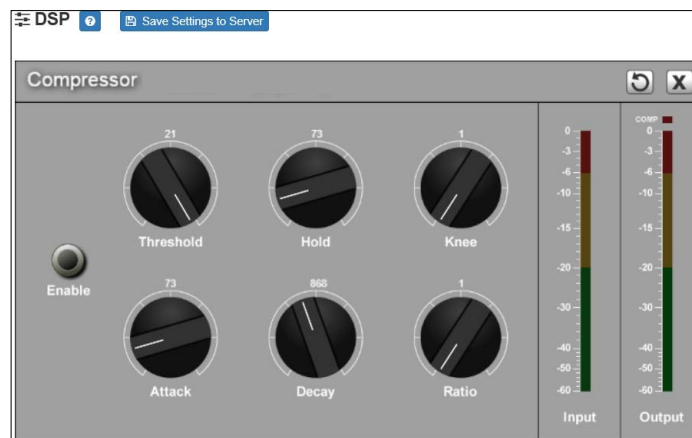 DSP ? Save Settings to Server
Compressor X
21 73 1
Threshold Hold Knee
Enable
73 868 1
Attack Decay Ratio
COMP
0 0
-3 -3
-6 -6
-10 -10
-15 -15
-20 -20
-30 -30
-40 -40
-50 -50
-60 -60
Input Output